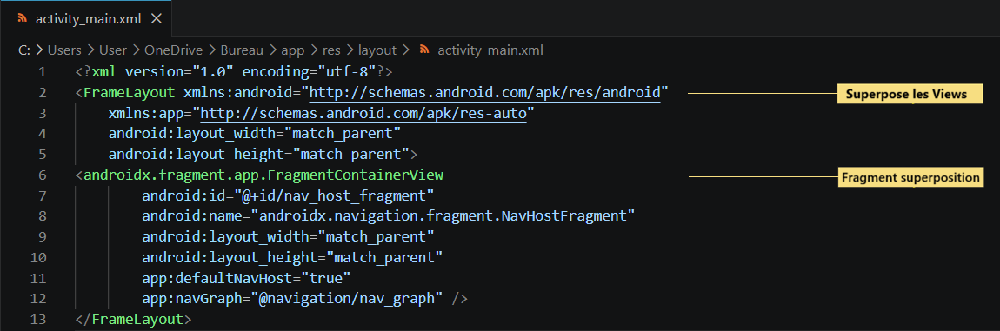 activity_main.xml
C: > Users > User > OneDrive > Bureau > app > res > layout > activity_main.xml
1 <?xml version="1.0" encoding="utf-8"?>
2 <FrameLayout xmlns:android="http://schemas.android.com/apk/res/android" Superpose les Views
3 xmlns:app="http://schemas.android.com/apk/res-auto"
4 android:layout_width="match_parent"
5 android:layout_height="match_parent">
6 <androidx.fragment.app.FragmentContainerView Fragment superposition
7 android:id="@+id/nav_host_fragment"
8 android:name="androidx.navigation.fragment.NavHostFragment"
9 android:layout_width="match_parent"
10 android:layout_height="match_parent"
11 app:defaultNavHost="true"
12 app:navGraph="@navigation/nav_graph" />
13 </FrameLayout>